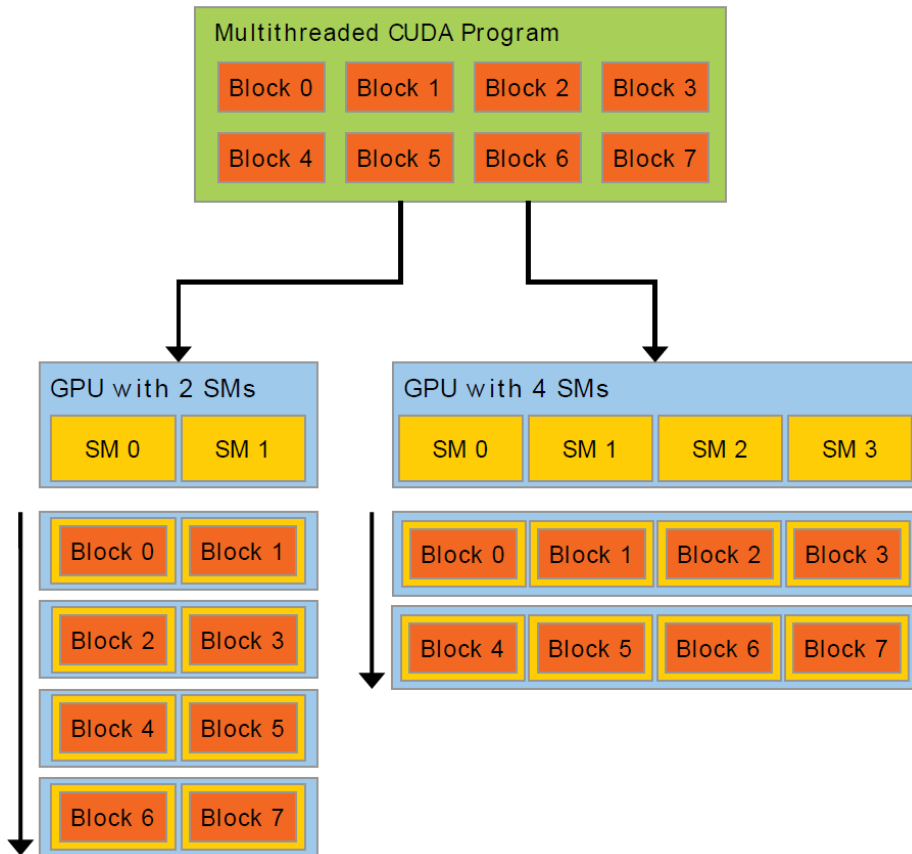 Multithreaded CUDA Program
Block 0 Block 1 Block 2 Block 3
Block 4 Block 5 Block 6 Block 7
GPU with 2 SMs
SM 0 SM 1
Block 0 Block 1
Block 2 Block 3
Block 4 Block 5
Block 6 Block 7
GPU with 4 SMs
SM 0 SM 1 SM 2 SM 3
Block 0 Block 1 Block 2 Block 3
Block 4 Block 5 Block 6 Block 7